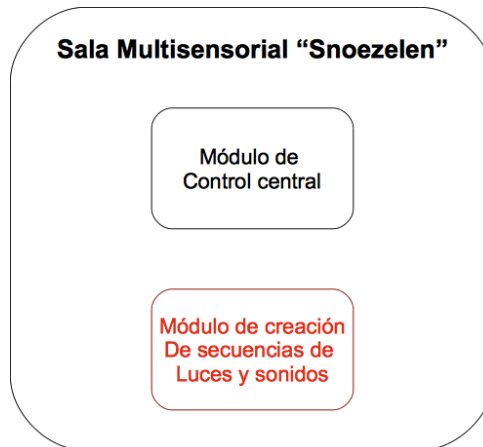 Sala Multisensorial “Snoezelen”
Módulo de
Control central
Módulo de creación
De secuencias de
Luces y sonidos